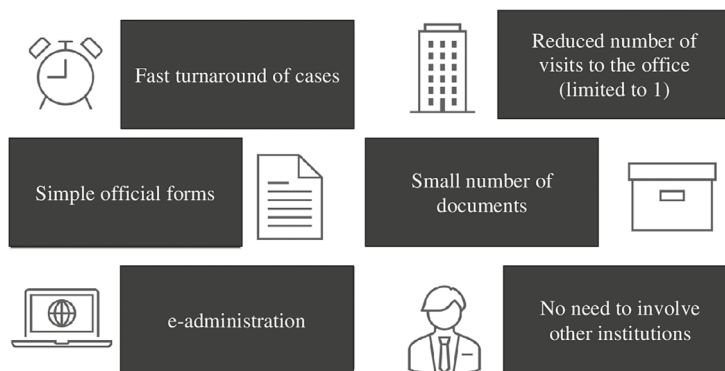 Fast turnaround of cases
Reduced number of
visits to the office
(limited to 1)
Simple official forms
Small number of
documents
e-administration
No need to involve
other institutions